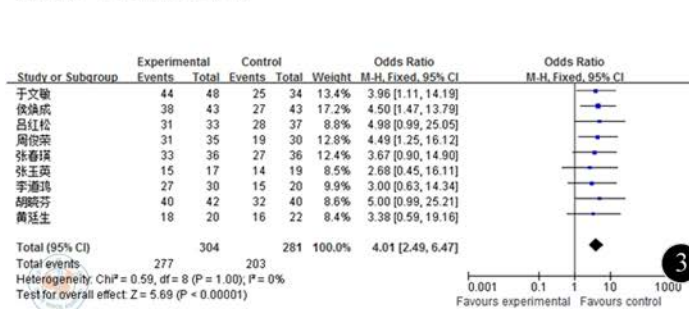 Experimental Control Odds Ratio Odds Ratio
Study or Subgroup Events Total Events Total Weight M-H, Fixed, 95% CI M-H, Fixed, 95% CI
于文敏 44 48 25 34 13.4% 3.96 [1.11, 14.19]
侯焕成 38 43 27 43 17.2% 4.50 [1.47, 13.79]
吕红松 31 33 28 37 8.8% 4.98 [0.99, 25.05]
周俊荣 31 35 19 30 12.8% 4.49 [1.25, 16.12]
张春瑛 33 36 27 36 11.6% 3.67 [0.90, 14.90]
张玉英 15 17 14 19 8.5% 2.68 [0.45, 16.11]
李道鸿 27 30 15 20 9.9% 3.00 [0.63, 14.34]
胡晓芬 40 42 32 40 8.9% 5.00 [0.99, 25.21]
黄廷生 18 20 16 22 8.4% 3.38 [0.59, 19.16]
Total (95% CI) 304 281 100.0% 4.01 [2.49, 6.47]
Total events 277 203
Heterogeneity: Chi² = 0.59, df = 8 (P = 1.00); I² = 0%
Test for overall effect: Z = 5.69 (P < 0.00001)
0.001 0.1 1 10 1000
Favours experimental Favours control
3